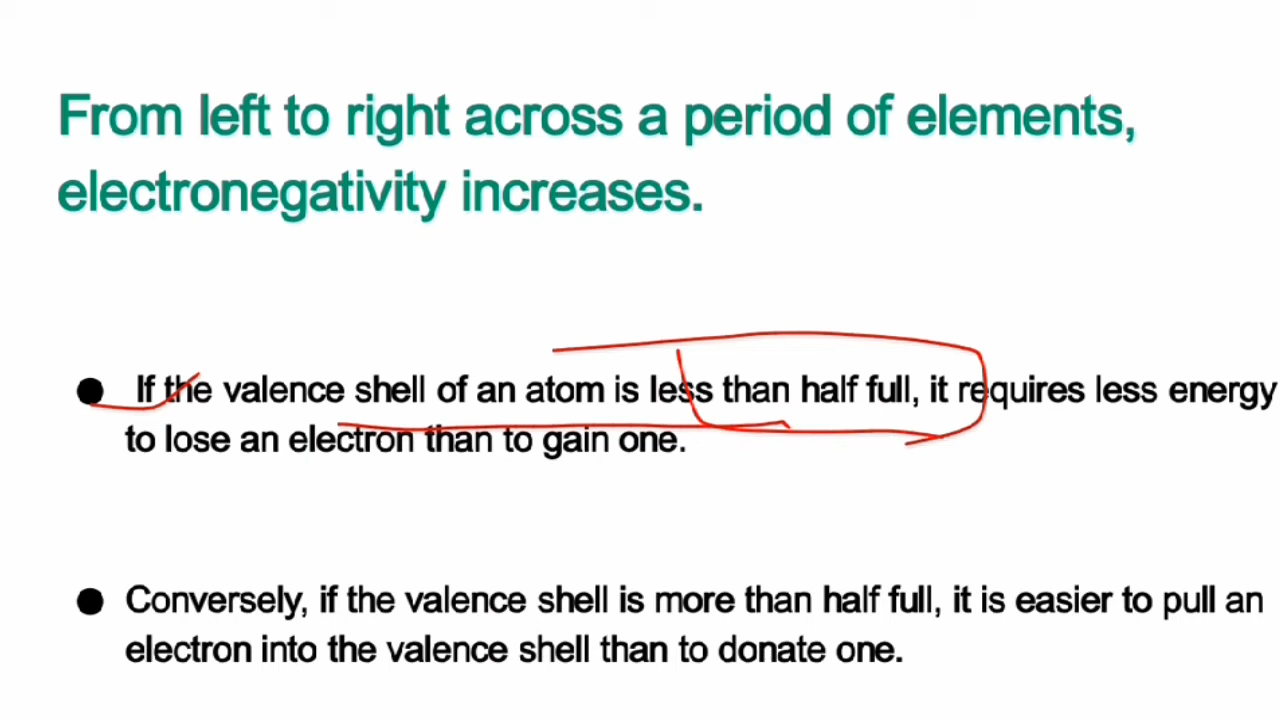 From left to right across a period of elements,
electronegativity increases.
● If the valence shell of an atom is less than half full, it requires less energy
to lose an electron than to gain one.
● Conversely, if the valence shell is more than half full, it is easier to pull an
electron into the valence shell than to donate one.